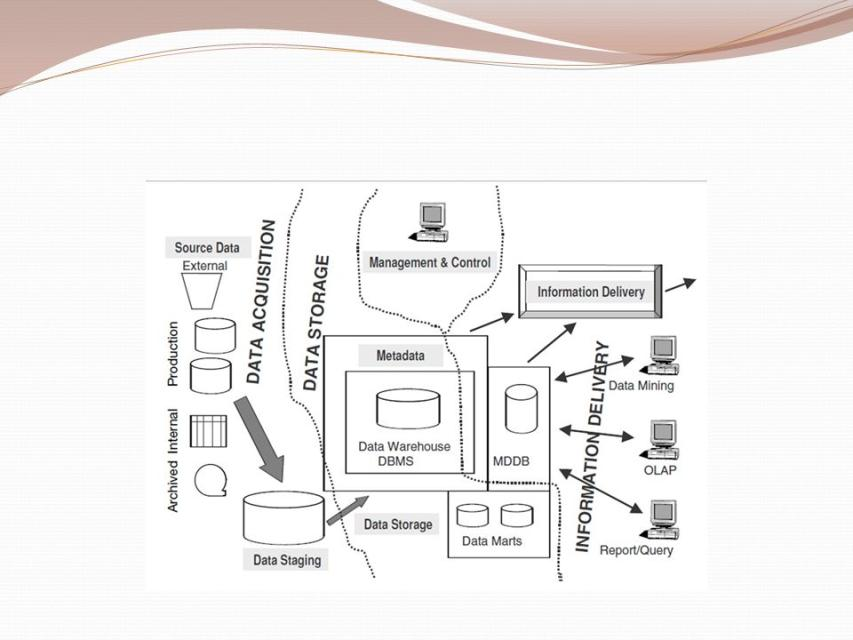 Source Data
External
Production
Internal
Archived
DATA ACQUISITION
Data Staging
DATA STORAGE
Management & Control
Metadata
Data Warehouse
DBMS
MDDB
Data Storage
Data Marts
Information Delivery
INFORMATION DELIVERY
Data Mining
OLAP
Report/Query